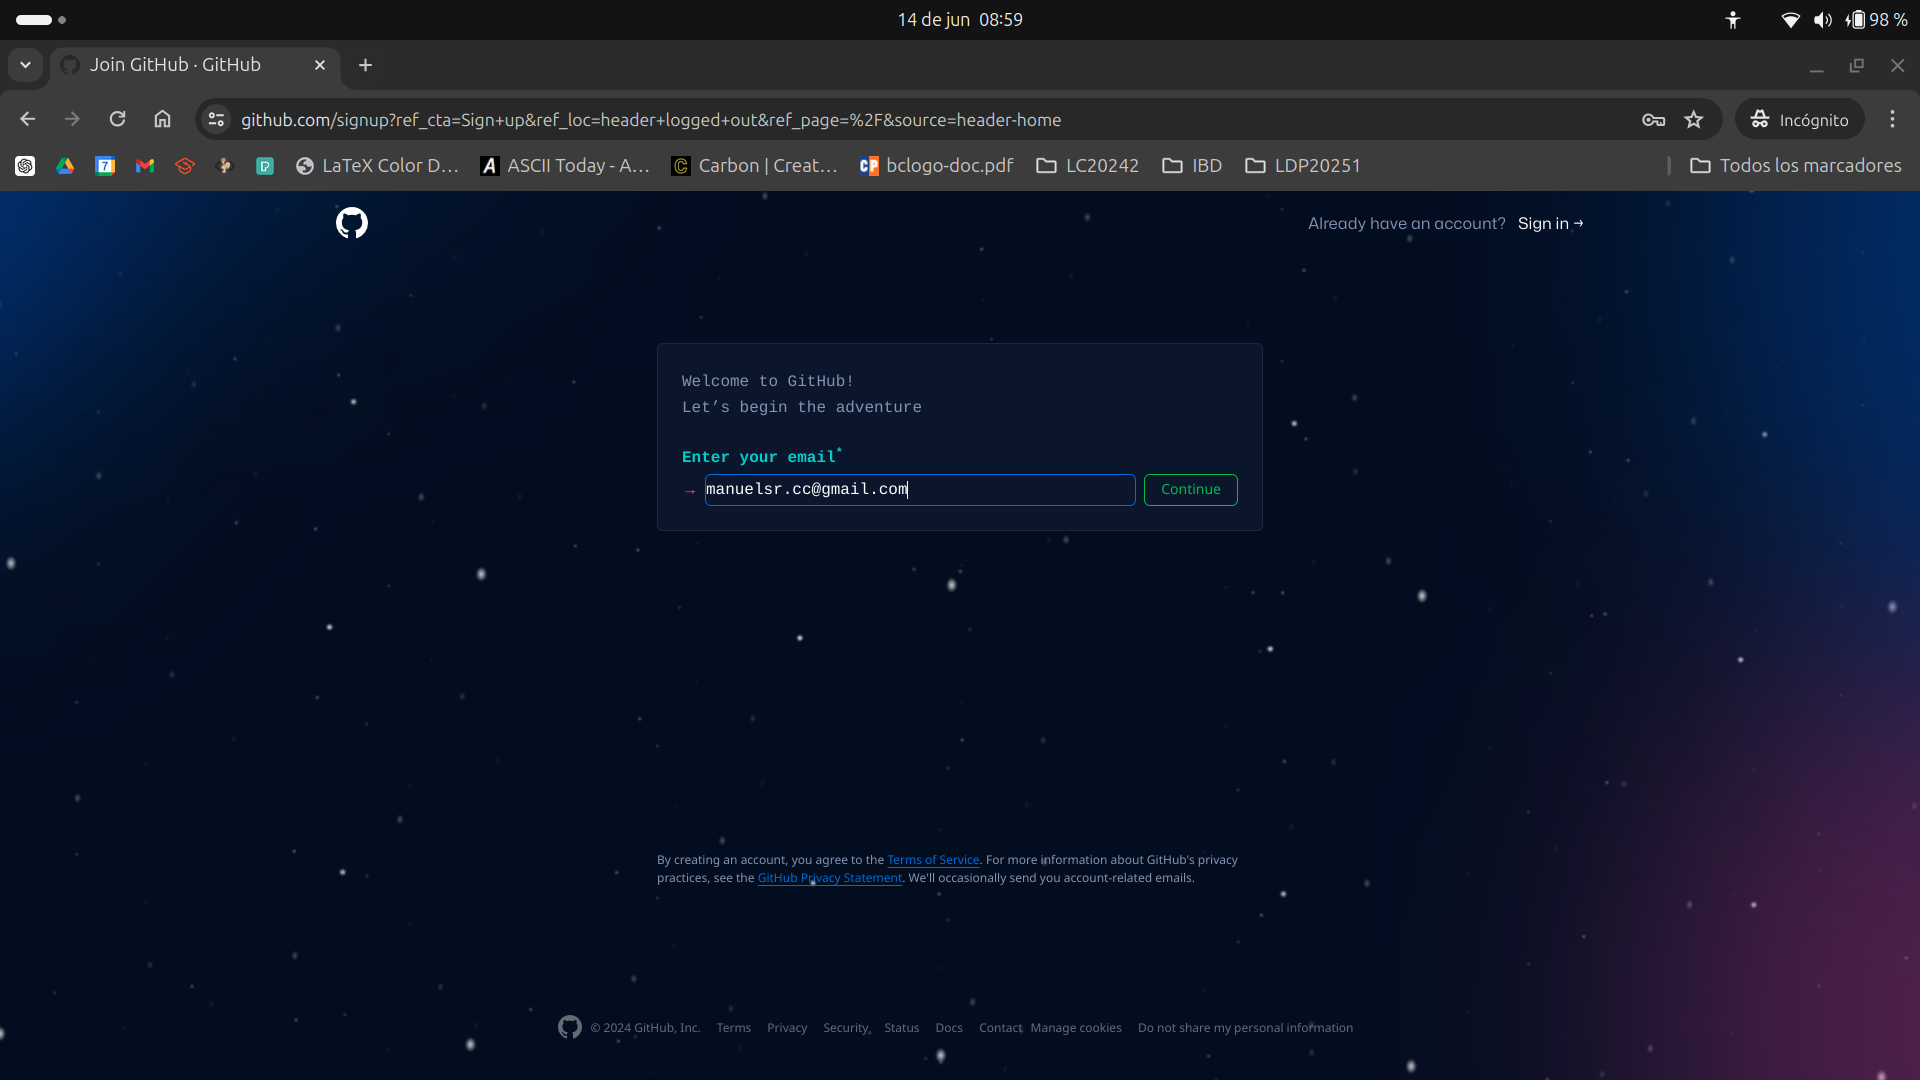 14 de jun 08:59
98 %
Join GitHub · GitHub
github.com/signup?ref_cta=Sign+up&ref_loc=header+logged+out&ref_page=%2F&source=header-home
Incógnito
7
LaTeX Color D...
A ASCII Today - A...
C Carbon | Creat...
CP bclogo-doc.pdf
LC20242
IBD
LDP20251
Todos los marcadores
Already have an account? Sign in →
Welcome to GitHub!
Let’s begin the adventure
Enter your email*
→ manuelsr.cc@gmail.com Continue
By creating an account, you agree to the Terms of Service. For more information about GitHub's privacy
practices, see the GitHub Privacy Statement. We'll occasionally send you account-related emails.
© 2024 GitHub, Inc. Terms Privacy Security Status Docs Contact Manage cookies Do not share my personal information